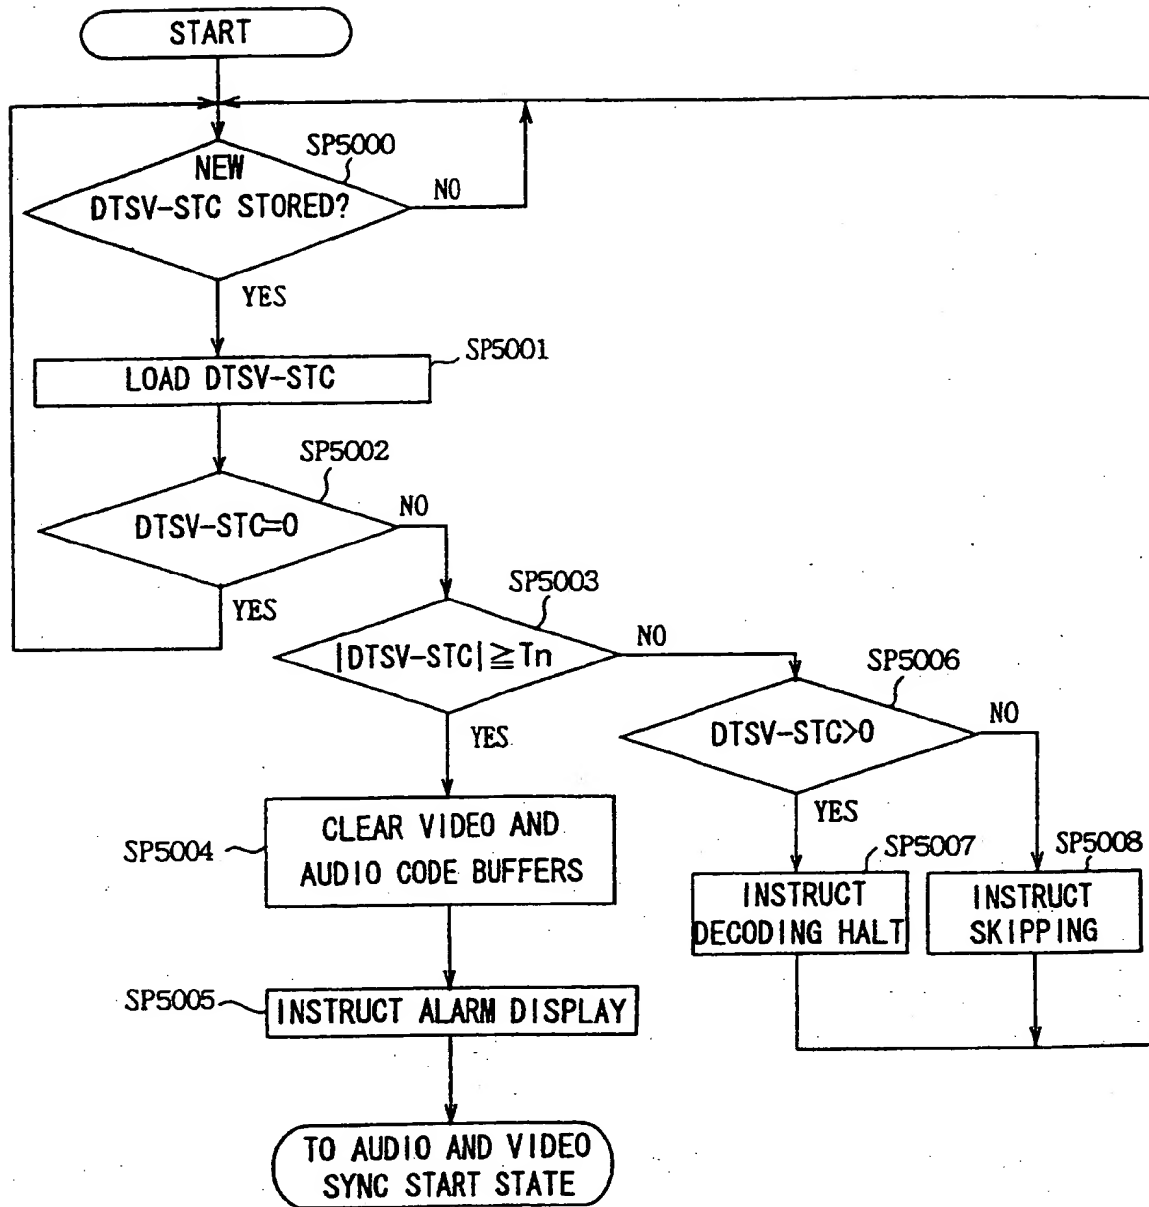 START
SP5000
NEW
DTSV-STC STORED?
NO
YES
SP5001
LOAD DTSV-STC
SP5002
DTSV-STC=0
NO
YES
SP5003
|DTSV-STC|≧Tn
NO
YES
SP5006
DTSV-STC>0
NO
YES
SP5004
CLEAR VIDEO AND
AUDIO CODE BUFFERS
SP5007
INSTRUCT
DECODING HALT
SP5008
INSTRUCT
SKIPPING
SP5005
INSTRUCT ALARM DISPLAY
TO AUDIO AND VIDEO
SYNC START STATE